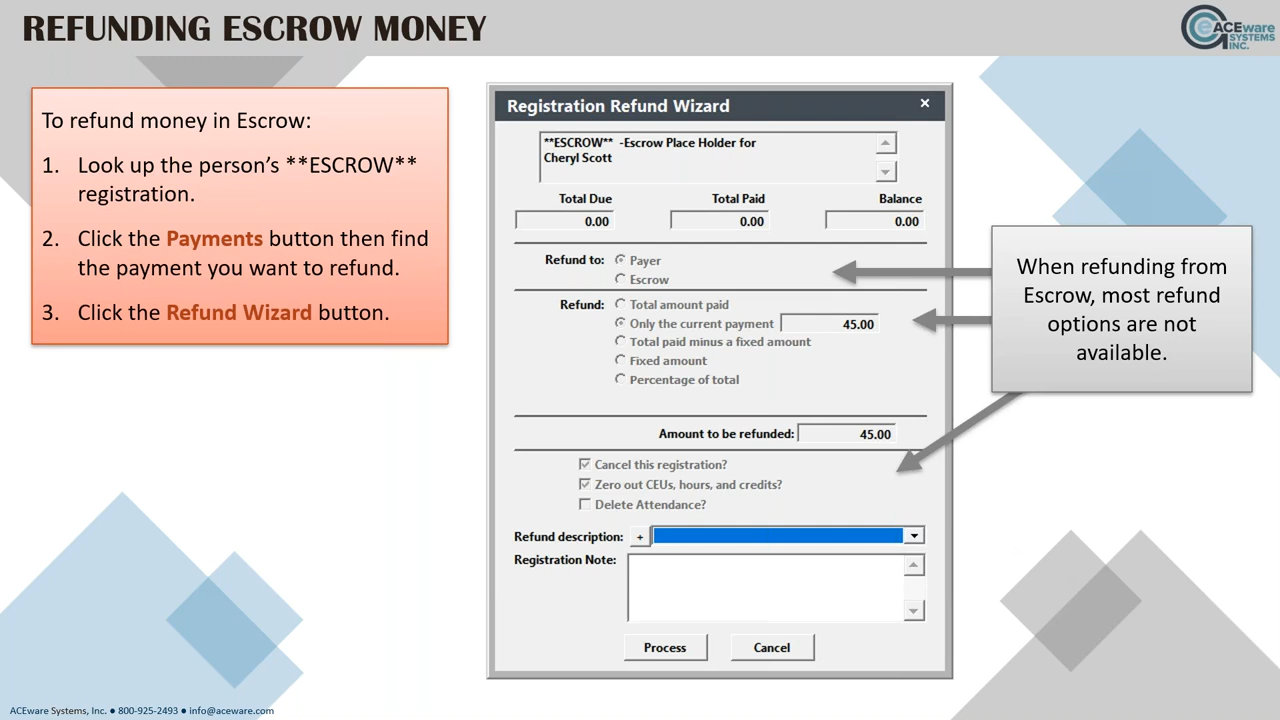 REFUNDING ESCROW MONEY
ACEware
SYSTEMS
INC.
To refund money in Escrow:
1. Look up the person’s **ESCROW**
registration.
2. Click the Payments button then find
the payment you want to refund.
3. Click the Refund Wizard button.
Registration Refund Wizard
**ESCROW** -Escrow Place Holder for
Cheryl Scott
Total Due Total Paid Balance
0.00 0.00 0.00
Refund to: Payer
Escrow
Refund: Total amount paid
Only the current payment 45.00
Total paid minus a fixed amount
Fixed amount
Percentage of total
Amount to be refunded: 45.00
Cancel this registration?
Zero out CEUs, hours, and credits?
Delete Attendance?
Refund description: +
Registration Note:
Process Cancel
When refunding from
Escrow, most refund
options are not
available.
ACEware Systems, Inc. ● 800-925-2493 ● info@aceware.com